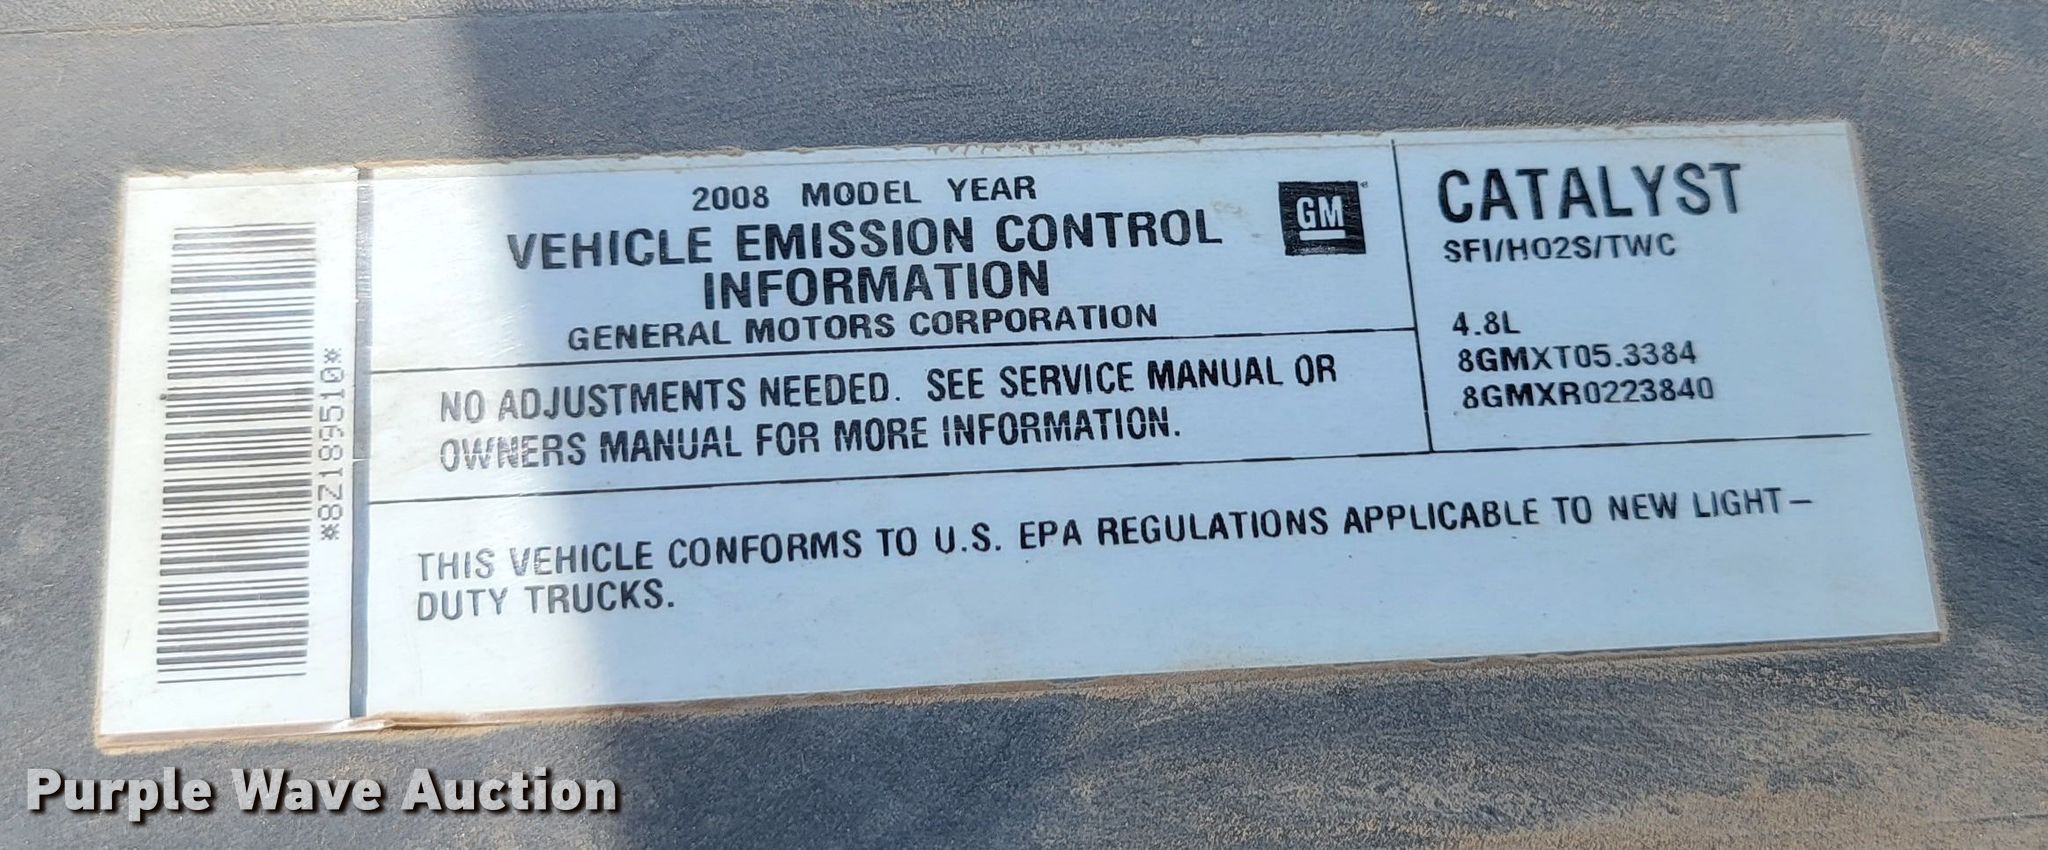 2008 MODEL YEAR
VEHICLE EMISSION CONTROL
INFORMATION
GENERAL MOTORS CORPORATION
GM
CATALYST
SFI/HO2S/TWC
4.8L
8GMXT05.3384
8GMXR0223840
NO ADJUSTMENTS NEEDED. SEE SERVICE MANUAL OR
OWNERS MANUAL FOR MORE INFORMATION.
THIS VEHICLE CONFORMS TO U.S. EPA REGULATIONS APPLICABLE TO NEW LIGHT-
DUTY TRUCKS.
*8Z189510*
Purple Wave Auction